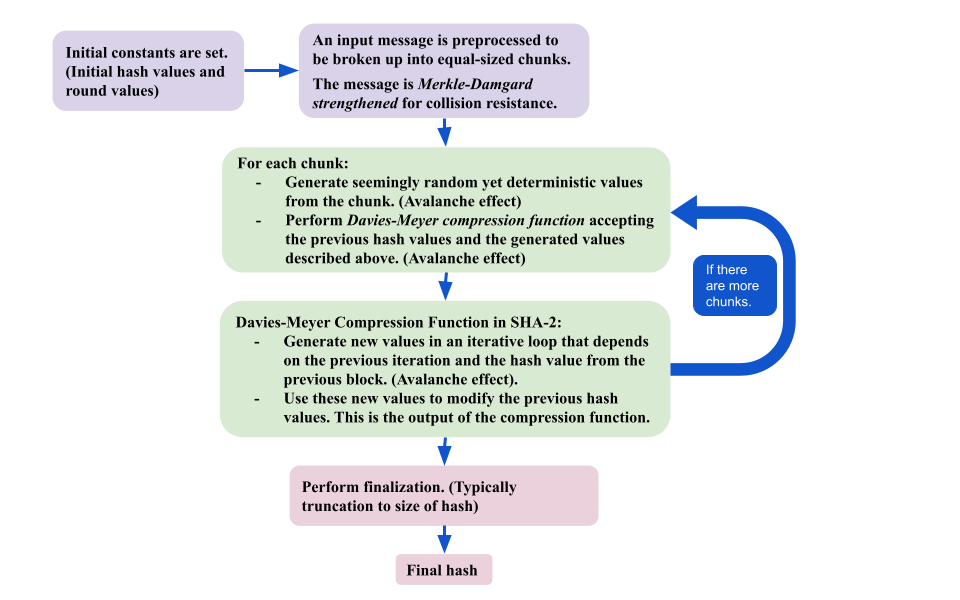 Initial constants are set.
(Initial hash values and
round values)
An input message is preprocessed to
be broken up into equal-sized chunks.
The message is Merkle-Damgard
strengthened for collision resistance.
For each chunk:
- Generate seemingly random yet deterministic values
from the chunk. (Avalanche effect)
- Perform Davies-Meyer compression function accepting
the previous hash values and the generated values
described above. (Avalanche effect)
If there
are more
chunks.
Davies-Meyer Compression Function in SHA-2:
- Generate new values in an iterative loop that depends
on the previous iteration and the hash value from the
previous block. (Avalanche effect).
- Use these new values to modify the previous hash
values. This is the output of the compression function.
Perform finalization. (Typically
truncation to size of hash)
Final hash